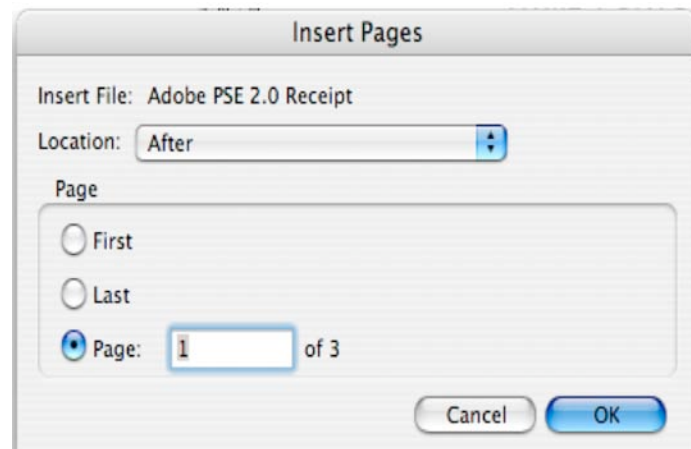 Insert Pages
Insert File: Adobe PSE 2.0 Receipt
Location: After
Page
First
Last
Page: 1 of 3
Cancel OK